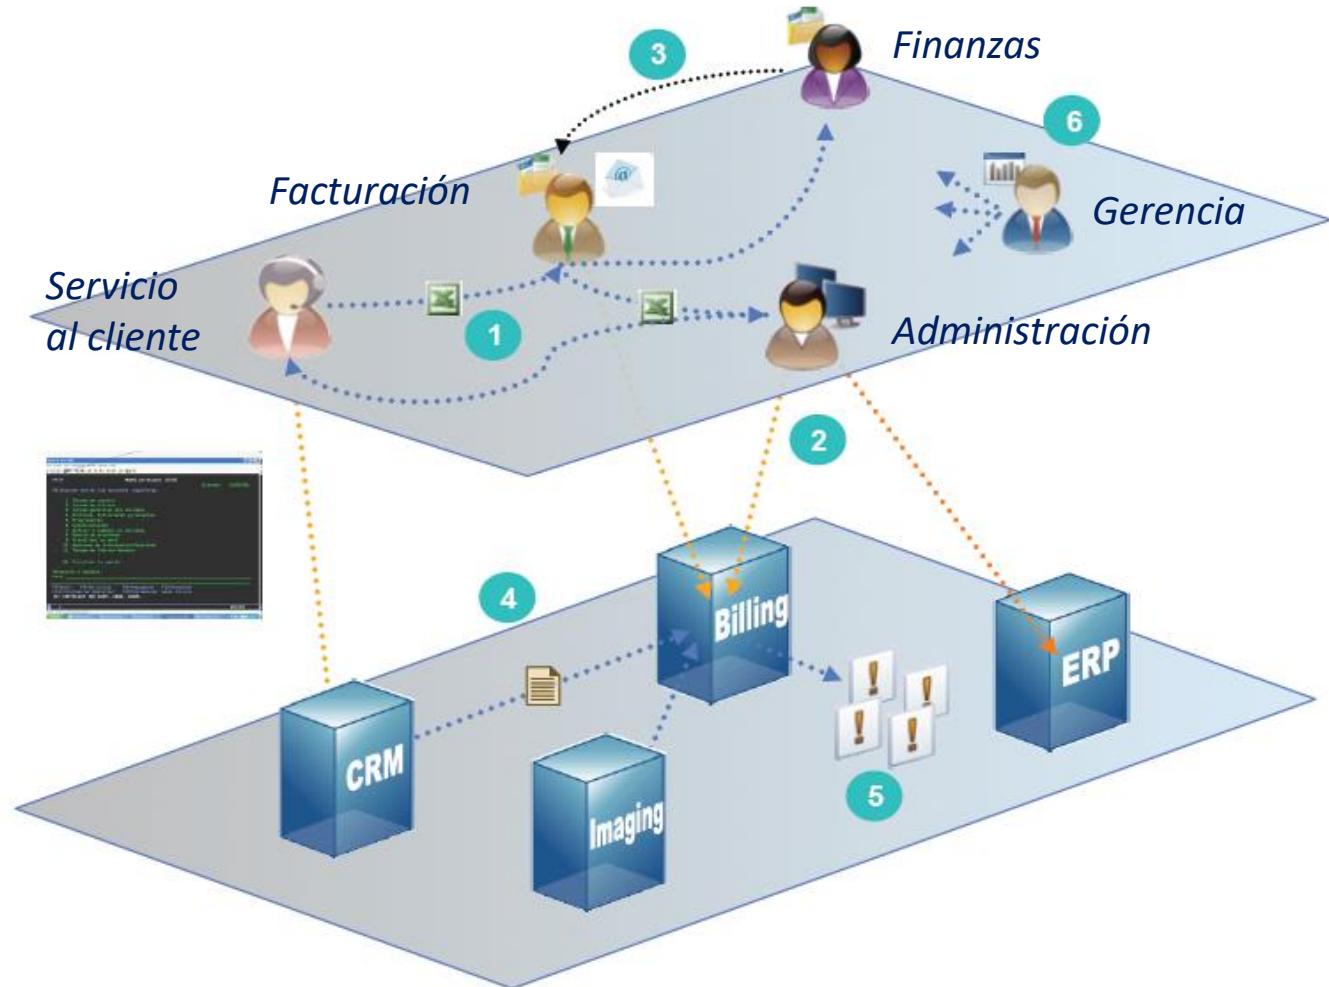 Finanzas
3
6
Facturación
Gerencia
Servicio
al cliente
1
Administración
2
4
Billing
ERP
CRM
5
Imaging